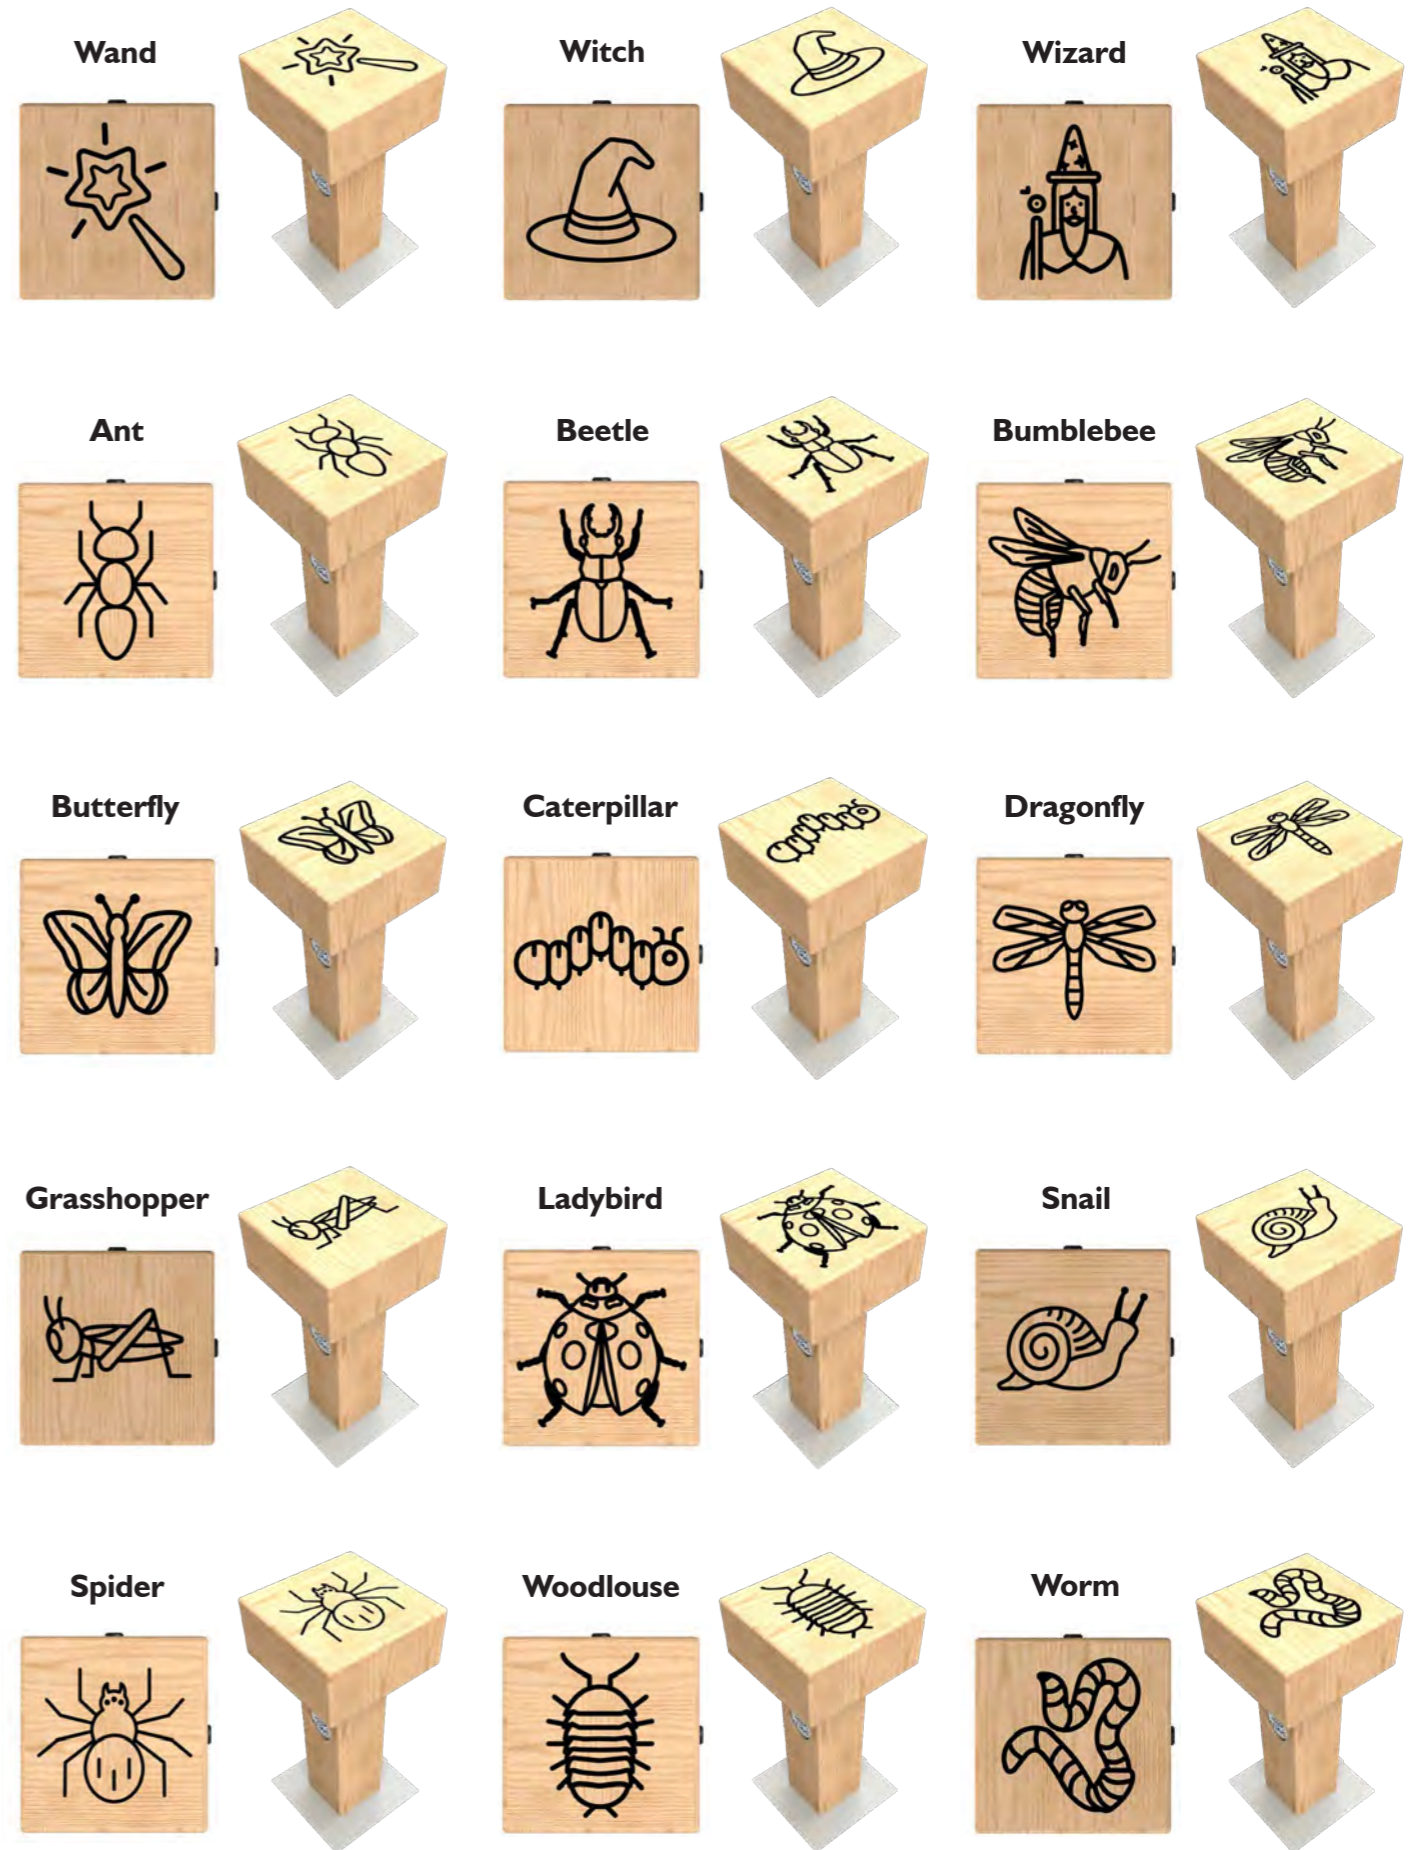 Wand
Witch
Wizard
Ant
Beetle
Bumblebee
Butterfly
Caterpillar
Dragonfly
Grasshopper
Ladybird
Snail
Spider
Woodlouse
Worm